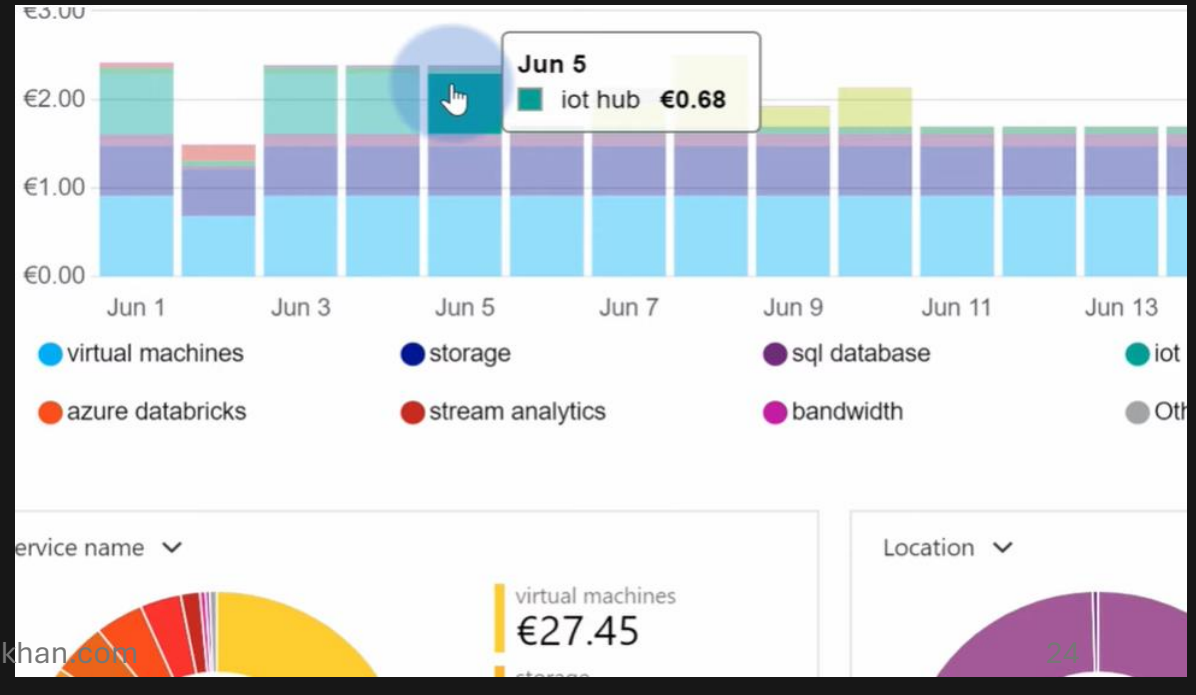 €3.00
Jun 5
iot hub €0.68
€2.00
€1.00
€0.00
Jun 1 Jun 3 Jun 5 Jun 7 Jun 9 Jun 11 Jun 13
virtual machines storage sql database iot
azure databricks stream analytics bandwidth Oth
ervice name Location
virtual machines
€27.45
storage
khan.com 24